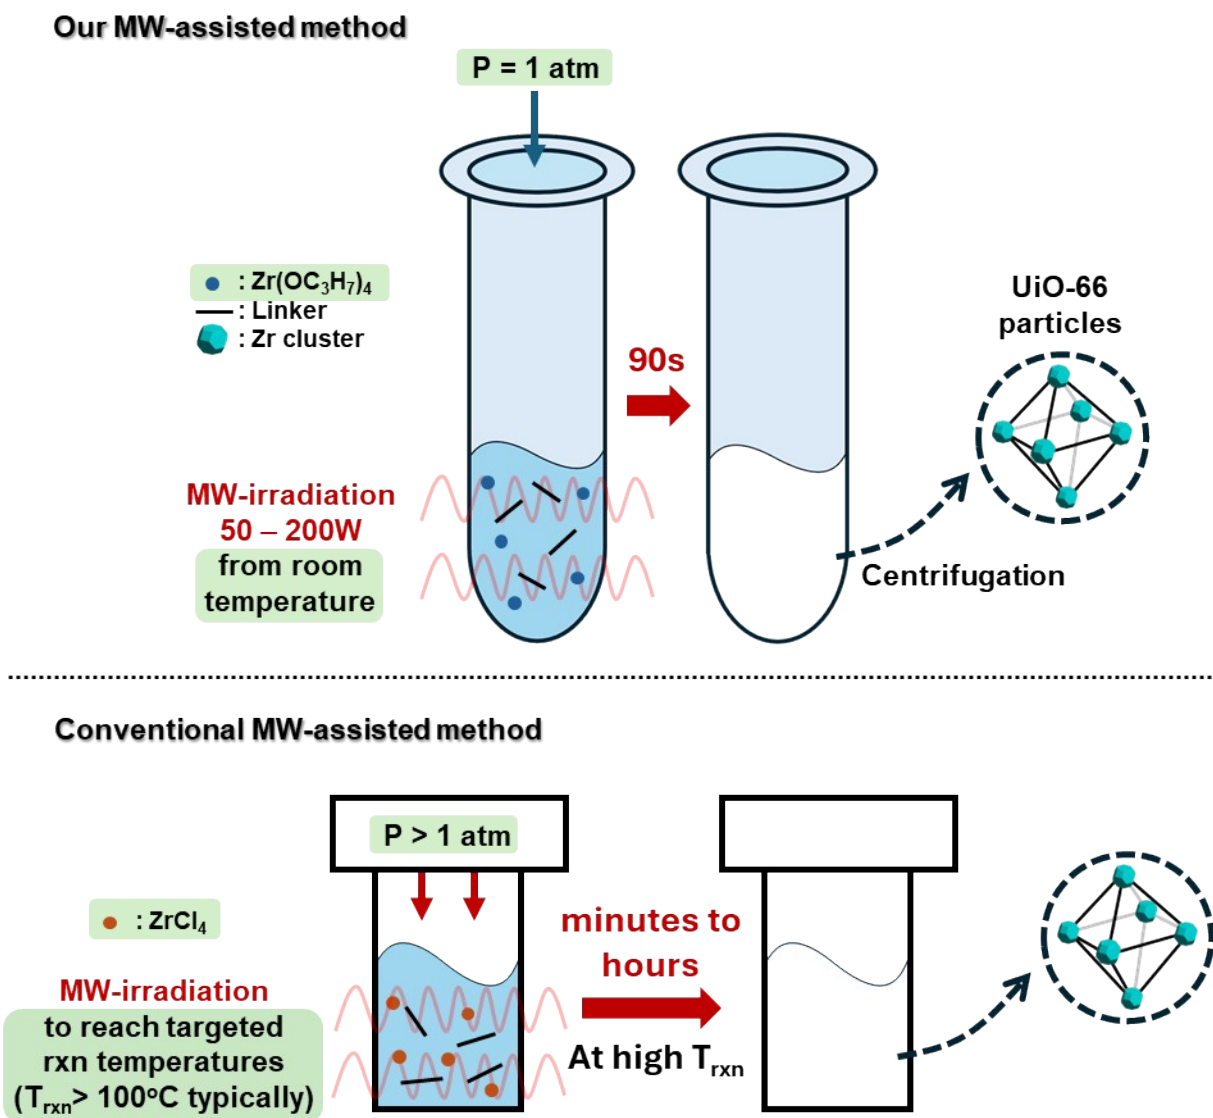 Our MW-assisted method
P = 1 atm
: Zr(OC₃H₇)₄
: Linker
: Zr cluster
90s
UiO-66
particles
MW-irradiation
50 – 200W
from room
temperature
Centrifugation
Conventional MW-assisted method
P > 1 atm
: ZrCl₄
minutes to
hours
MW-irradiation
to reach targeted
rxn temperatures
(Tᵣₓₙ> 100°C typically)
At high Tᵣₓₙ